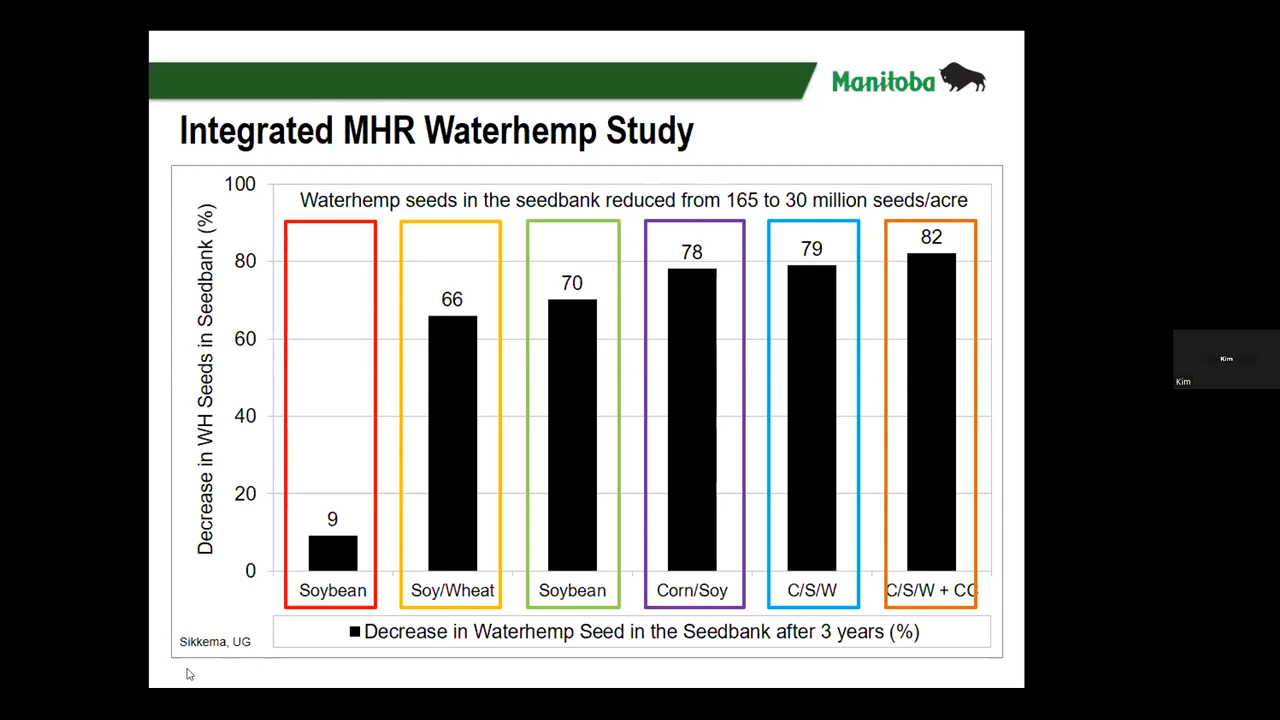 Manitoba
Integrated MHR Waterhemp Study
Decrease in WH Seeds in Seedbank (%)
100
80
60
40
20
0
Waterhemp seeds in the seedbank reduced from 165 to 30 million seeds/acre
9
66
70
78
79
82
Soybean
Soy/Wheat
Soybean
Corn/Soy
C/S/W
C/S/W + CC
Decrease in Waterhemp Seed in the Seedbank after 3 years (%)
Sikkema, UG
Kim
Kim